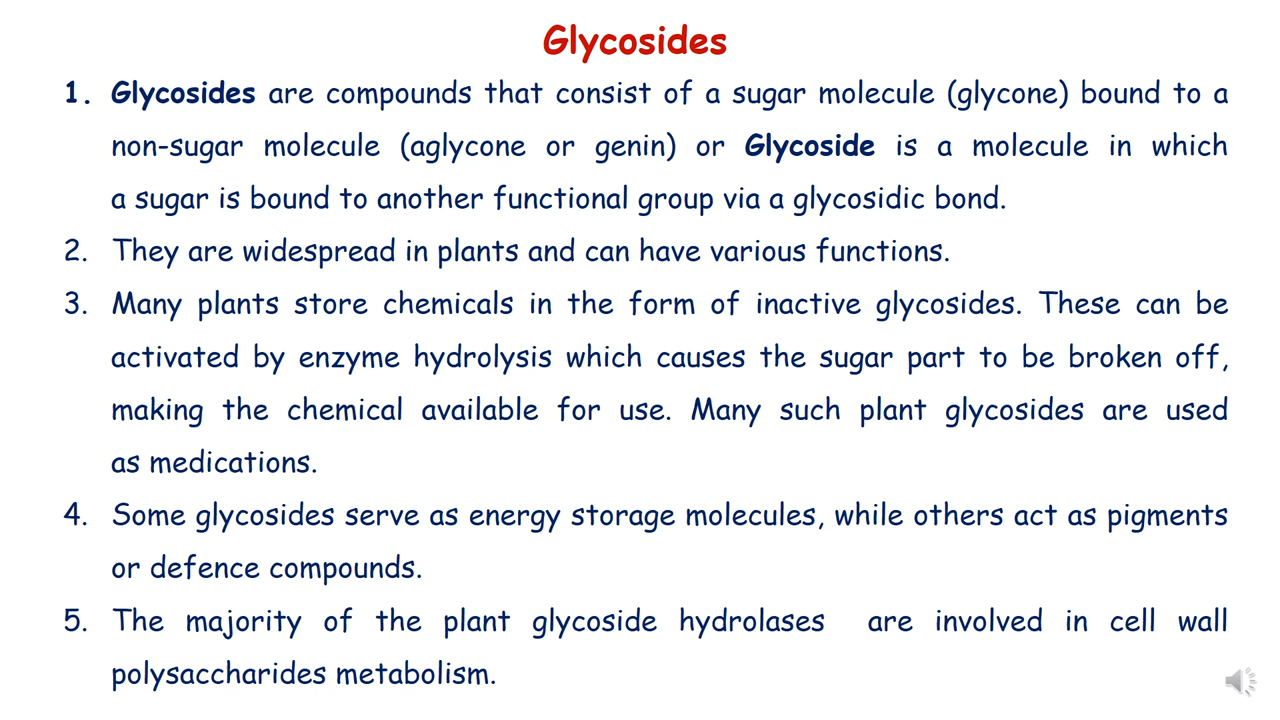 Glycosides
1. Glycosides are compounds that consist of a sugar molecule (glycone) bound to a
non-sugar molecule (aglycone or genin) or Glycoside is a molecule in which
a sugar is bound to another functional group via a glycosidic bond.
2. They are widespread in plants and can have various functions.
3. Many plants store chemicals in the form of inactive glycosides. These can be
activated by enzyme hydrolysis which causes the sugar part to be broken off,
making the chemical available for use. Many such plant glycosides are used
as medications.
4. Some glycosides serve as energy storage molecules, while others act as pigments
or defence compounds.
5. The majority of the plant glycoside hydrolases are involved in cell wall
polysaccharides metabolism.